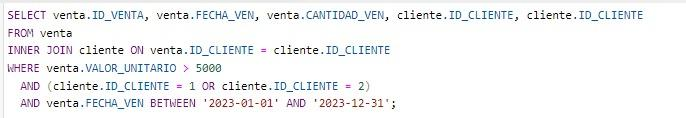 SELECT venta.ID_VENTA, venta.FECHA_VEN, venta.CANTIDAD_VEN, cliente.ID_CLIENTE, cliente.ID_CLIENTE
FROM venta
INNER JOIN cliente ON venta.ID_CLIENTE = cliente.ID_CLIENTE
WHERE venta.VALOR_UNITARIO > 5000
  AND (cliente.ID_CLIENTE = 1 OR cliente.ID_CLIENTE = 2)
  AND venta.FECHA_VEN BETWEEN '2023-01-01' AND '2023-12-31';